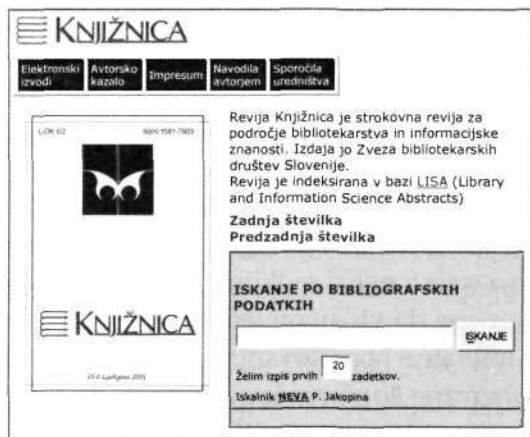 KNJIŽNICA
Elektronski izvodi
Avtorsko kazalo
Impresum
Navodila avtorjem
Sporočila uredništva
Revija Knjižnica je strokovna revija za
področje bibliotekarstva in informacijske
znanosti. Izdaja jo Zveza bibliotekarskih
društev Slovenije.
Revija je indeksirana v bazi LISA (Library
and Information Science Abstracts)
Zadnja številka
Predzadnja številka
KNJIŽNICA
ISKANJE PO BIBLIOGRAFSKIH
PODATKIH
ISKANJE
Želim izpis prvih 20 zadetkov.
Iskalnik NEVA P. Jakopina